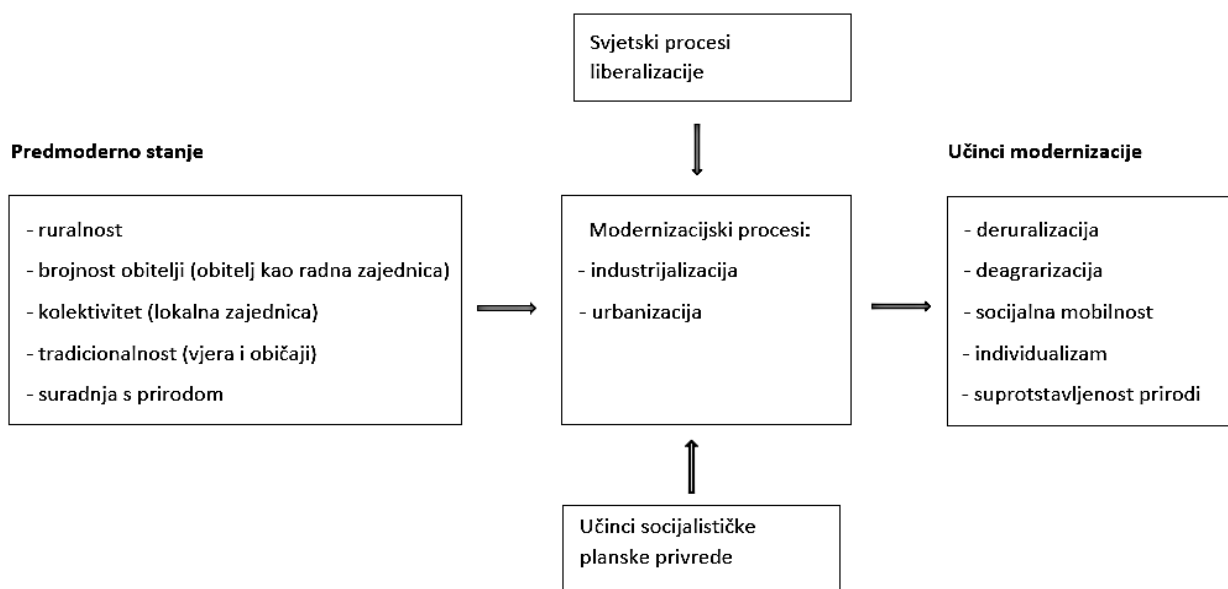 Svjetski procesi
liberalizacije
Predmoderno stanje
Učinci modernizacije
- ruralnost
- brojnost obitelji (obitelj kao radna zajednica)
- kolektivitet (lokalna zajednica)
- tradicionalnost (vjera i običaji)
- suradnja s prirodom
Modernizacijski procesi:
- industrijalizacija
- urbanizacija
- deruralizacija
- deagrarizacija
- socijalna mobilnost
- individualizam
- suprotstavljenost prirodi
Učinci socijalističke
planske privrede